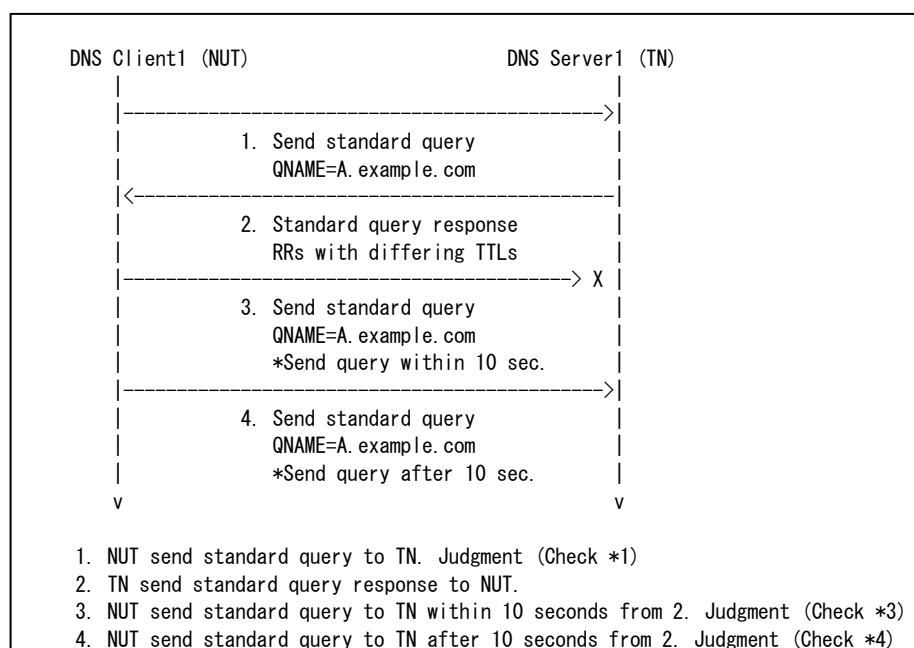 DNS Client1 (NUT) DNS Server1 (TN)
1. Send standard query
QNAME=A.example.com
2. Standard query response
RRs with differing TTLs
X
3. Send standard query
QNAME=A.example.com
*Send query within 10 sec.
4. Send standard query
QNAME=A.example.com
*Send query after 10 sec.
v v
1. NUT send standard query to TN. Judgment (Check *1)
2. TN send standard query response to NUT.
3. NUT send standard query to TN within 10 seconds from 2. Judgment (Check *3)
4. NUT send standard query to TN after 10 seconds from 2. Judgment (Check *4)